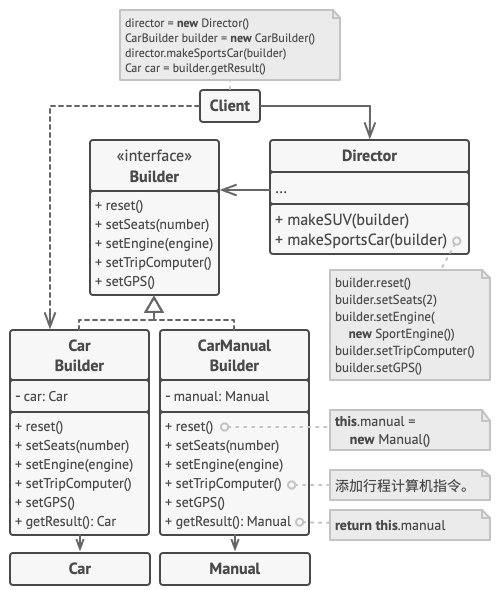 director = new Director()
CarBuilder builder = new CarBuilder()
director.makeSportsCar(builder)
Car car = builder.getResult()
Client
«interface»
Builder
+ reset()
+ setSeats(number)
+ setEngine(engine)
+ setTripComputer()
+ setGPS()
Director
...
+ makeSUV(builder)
+ makeSportsCar(builder)
builder.reset()
builder.setSeats(2)
builder.setEngine(
new SportEngine())
builder.setTripComputer()
builder.setGPS()
Car
Builder
- car: Car
+ reset()
+ setSeats(number)
+ setEngine(engine)
+ setTripComputer()
+ setGPS()
+ getResult(): Car
CarManual
Builder
- manual: Manual
+ reset()
+ setSeats(number)
+ setEngine(engine)
+ setTripComputer()
+ setGPS()
+ getResult(): Manual
this.manual =
new Manual()
添加行程计算机指令。
return this.manual
Car
Manual